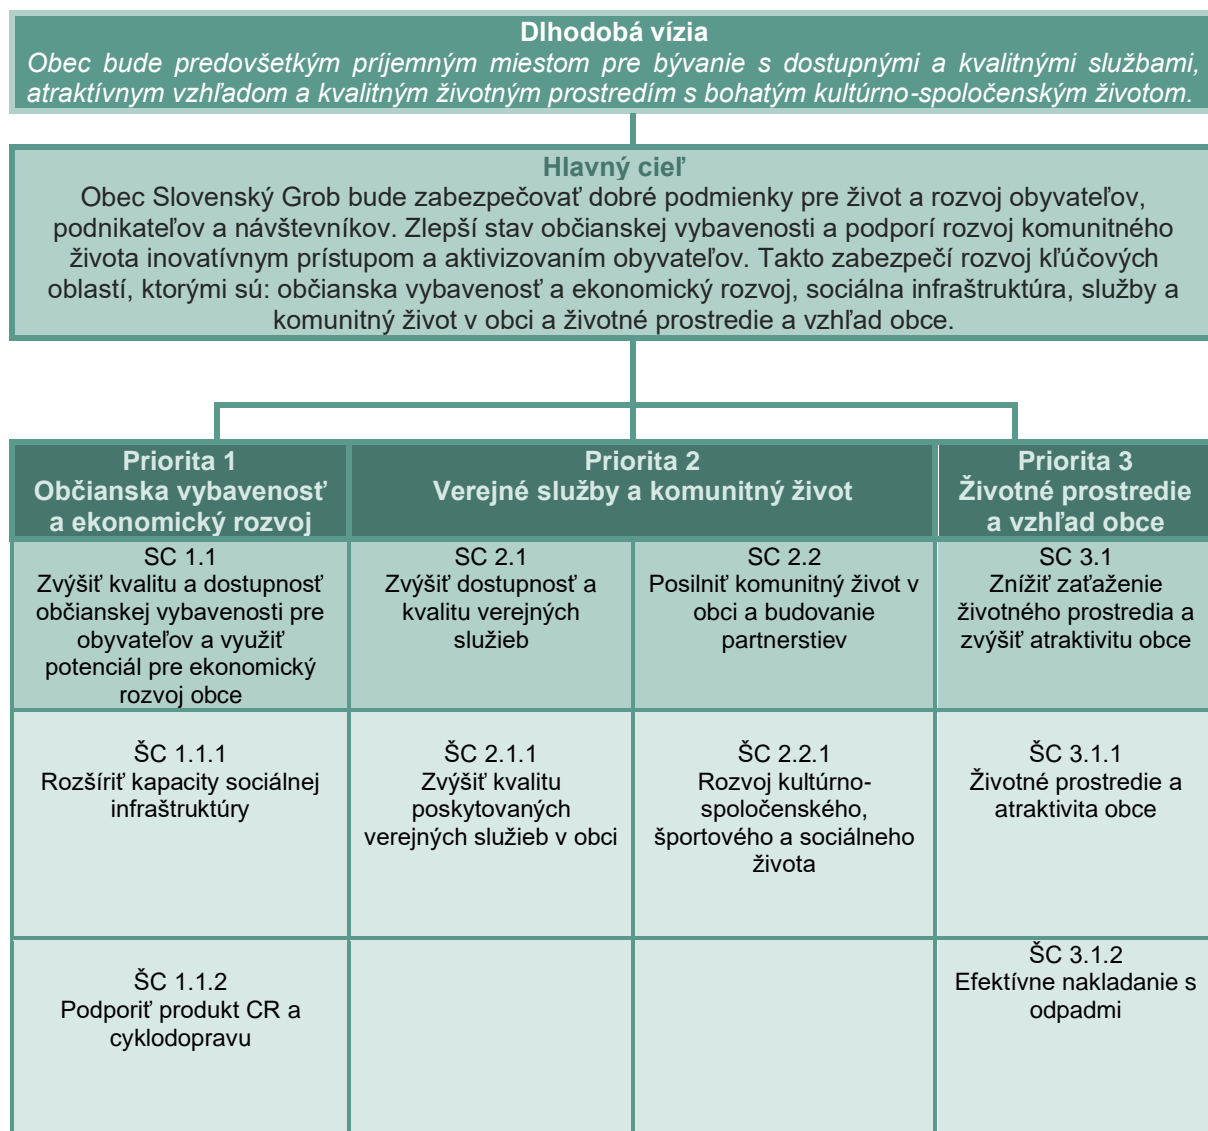 Dlhodobá vízia
Obec bude predovšetkým príjemným miestom pre bývanie s dostupnými a kvalitnými službami,
atraktívnym vzhľadom a kvalitným životným prostredím s bohatým kultúrno-spoločenským životom.
Hlavný cieľ
Obec Slovenský Grob bude zabezpečovať dobré podmienky pre život a rozvoj obyvateľov,
podnikateľov a návštevníkov. Zlepší stav občianskej vybavenosti a podporí rozvoj komunitného
života inovatívnym prístupom a aktivizovaním obyvateľov. Takto zabezpečí rozvoj kľúčových
oblastí, ktorými sú: občianska vybavenosť a ekonomický rozvoj, sociálna infraštruktúra, služby a
komunitný život v obci a životné prostredie a vzhľad obce.
Priorita 1
Občianska vybavenosť
a ekonomický rozvoj
Priorita 2
Verejné služby a komunitný život
Priorita 3
Životné prostredie
a vzhľad obce
SC 1.1
Zvýšiť kvalitu a dostupnosť
občianskej vybavenosti pre
obyvateľov a využiť
potenciál pre ekonomický
rozvoj obce
SC 2.1
Zvýšiť dostupnosť a
kvalitu verejných
služieb
SC 2.2
Posilniť komunitný život v
obci a budovanie
partnerstiev
SC 3.1
Znížiť zaťaženie
životného prostredia a
zvýšiť atraktivitu obce
ŠC 1.1.1
Rozšíriť kapacity sociálnej
infraštruktúry
ŠC 2.1.1
Zvýšiť kvalitu
poskytovaných
verejných služieb v obci
ŠC 2.2.1
Rozvoj kultúrno-
spoločenského,
športového a sociálneho
života
ŠC 3.1.1
Životné prostredie a
atraktivita obce
ŠC 1.1.2
Podporiť produkt CR a
cyklodopravu
ŠC 3.1.2
Efektívne nakladanie s
odpadmi